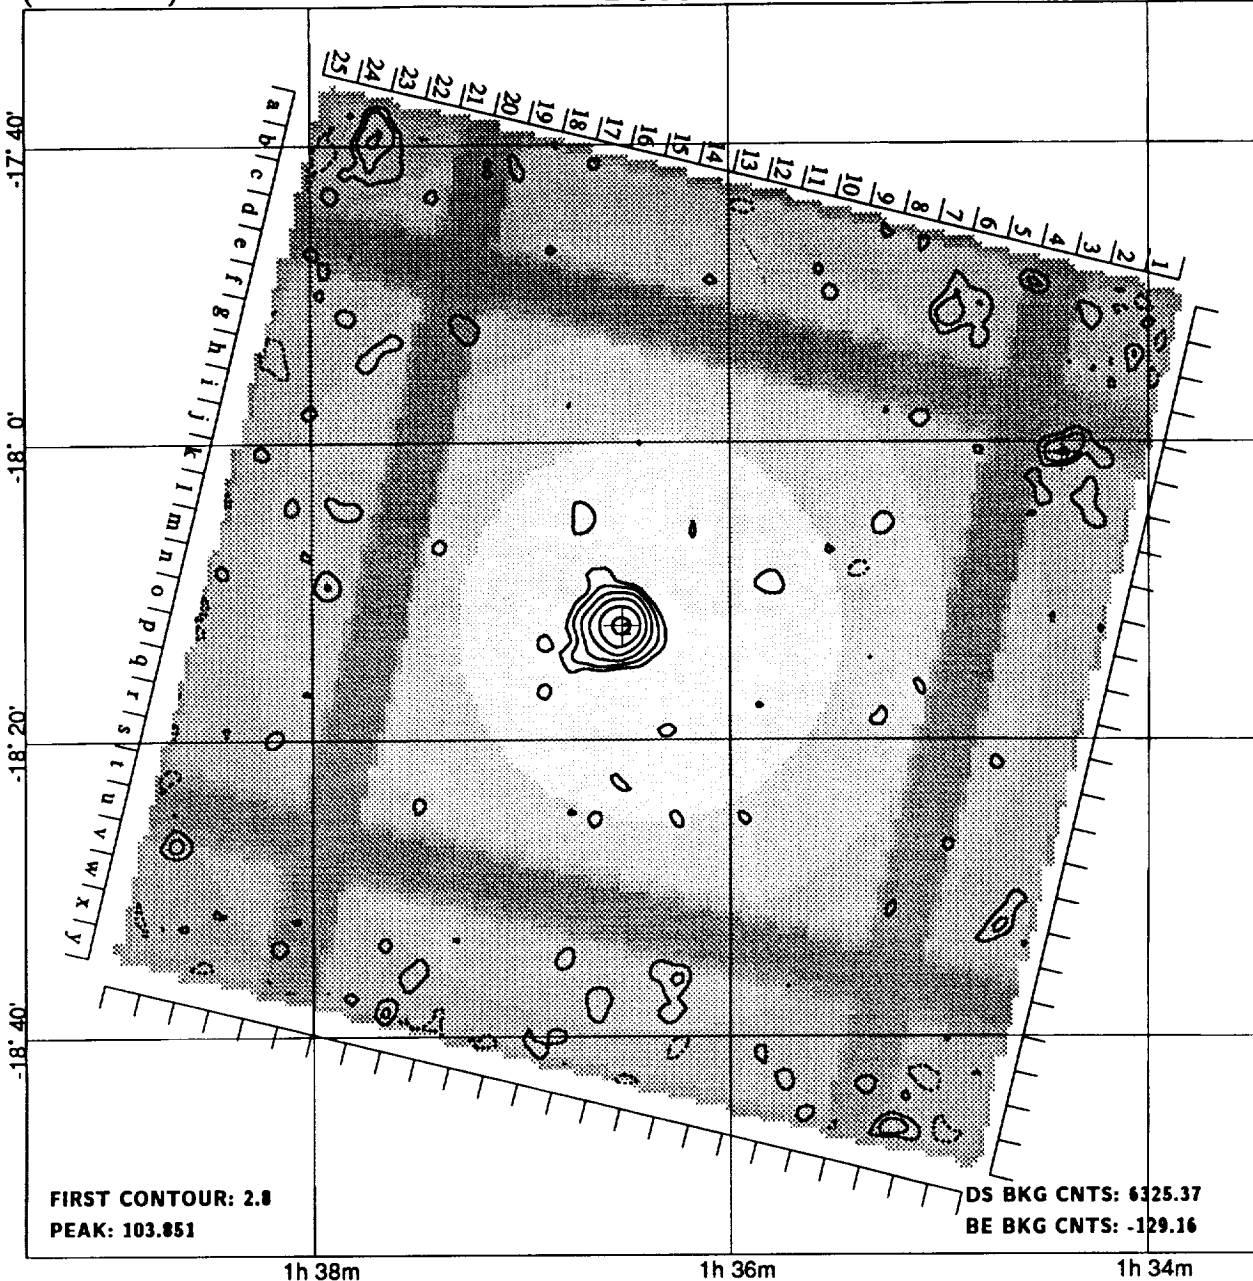 25 24 23 22 21 20 19 18 17 16 15 14 13 12 11 10 9 8 7 6 5 4 3 2 1
a b c d e f g h i j k l m n o p q r s t u v w x y
-17° 40'
-18° 0'
-18° 20'
-18° 40'
FIRST CONTOUR: 2.8
PEAK: 103.851
DS BKG CNTS: 6325.37
BE BKG CNTS: -129.16
1h 38m
1h 36m
1h 34m